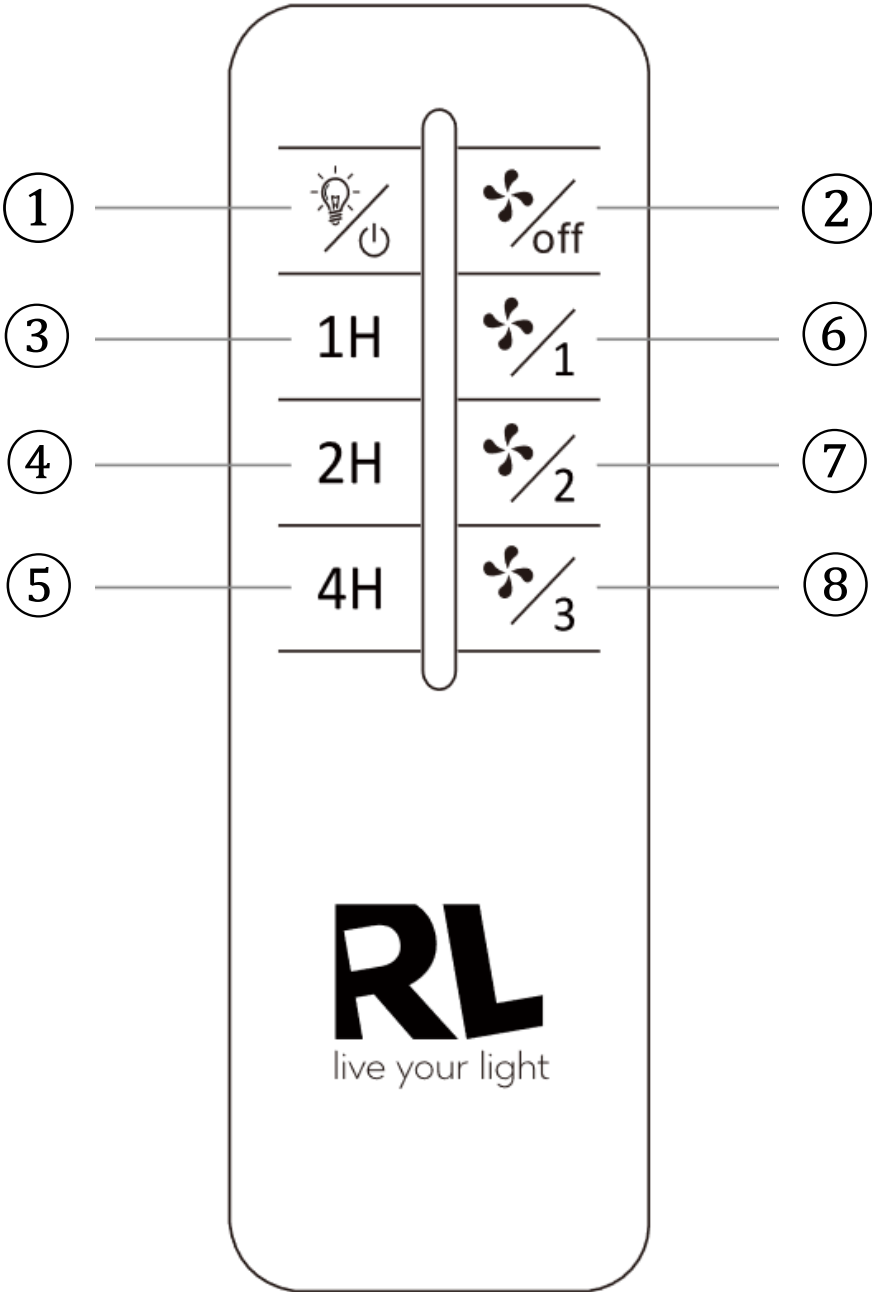 ① off ②
③ 1H 1 ⑥
④ 2H 2 ⑦
⑤ 4H 3 ⑧
RL
live your light